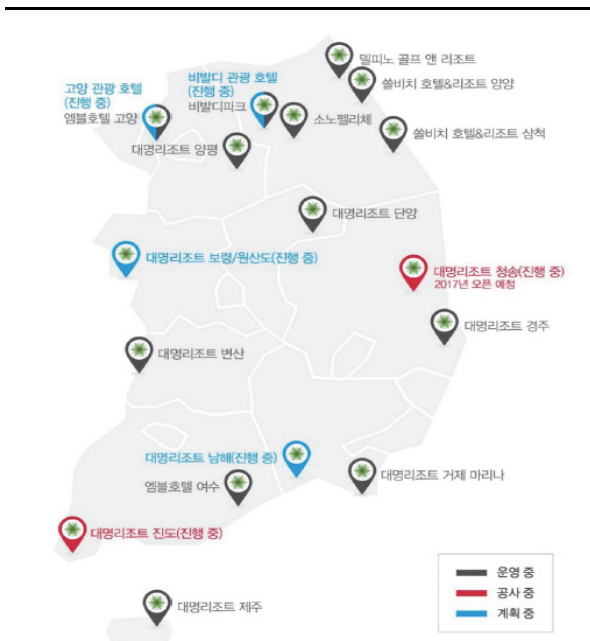 델피노 골프 앤 리조트
쏠비치 호텔&리조트 양양
비발디 관광 호텔
(진행 중)
비발디파크
고양 관광 호텔
(진행 중)
엠블호텔 고양
소노펠리체
쏠비치 호텔&리조트 삼척
대명리조트 양평
대명리조트 단양
대명리조트 보령/원산도(진행 중)
대명리조트 청송(진행 중)
2017년 오픈 예정
대명리조트 경주
대명리조트 변산
대명리조트 남해(진행 중)
대명리조트 거제 마리나
엠블호텔 여수
대명리조트 진도(진행 중)
운영 중
공사 중
계획 중
대명리조트 제주